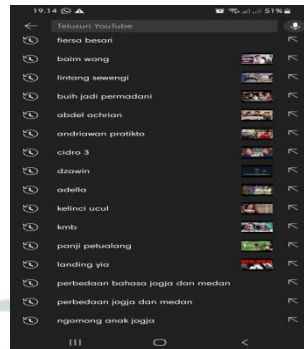 19.14
51%
Telusuri YouTube
fiersa besari
baim wong
lintang sewengi
buih jadi permadani
abdel achrian
andriawan pratikto
cidro 3
dzawin
adella
kelinci ucul
kmb
panji petualang
landing yia
perbedaan bahasa jogja dan medan
perbedaan jogja dan medan
ngomong anak jogja